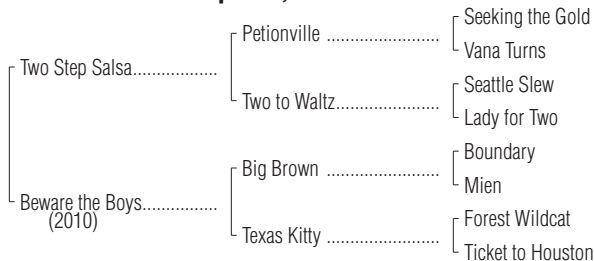 Seeking the Gold
Petionville ..................
Vana Turns
Two Step Salsa.................
Seattle Slew
Two to Waltz.....................
Lady for Two
Boundary
Big Brown ..................
Mien
Beware the Boys...............
(2010)
Forest Wildcat
Texas Kitty ..................
Ticket to Houston